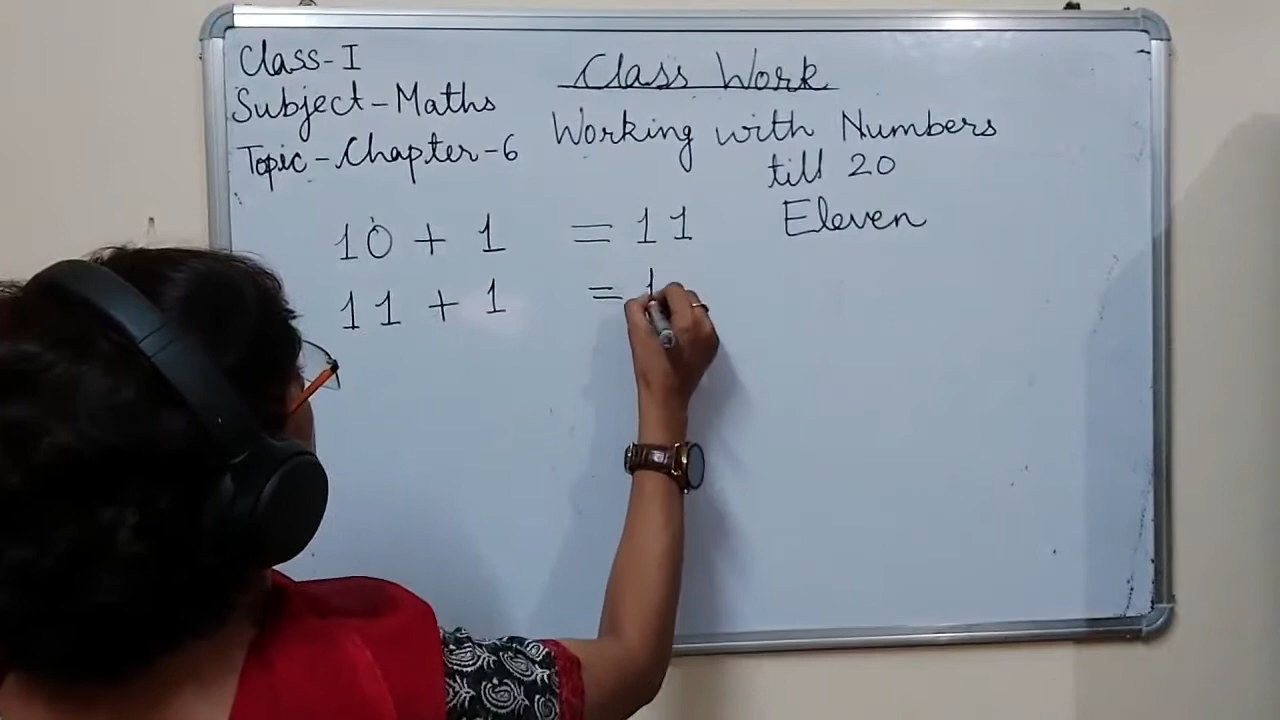 Class-I
Class Work
Subject-Maths
Working with Numbers
Topic-Chapter-6
till 20
10 + 1 = 11 Eleven
11 + 1 = 1